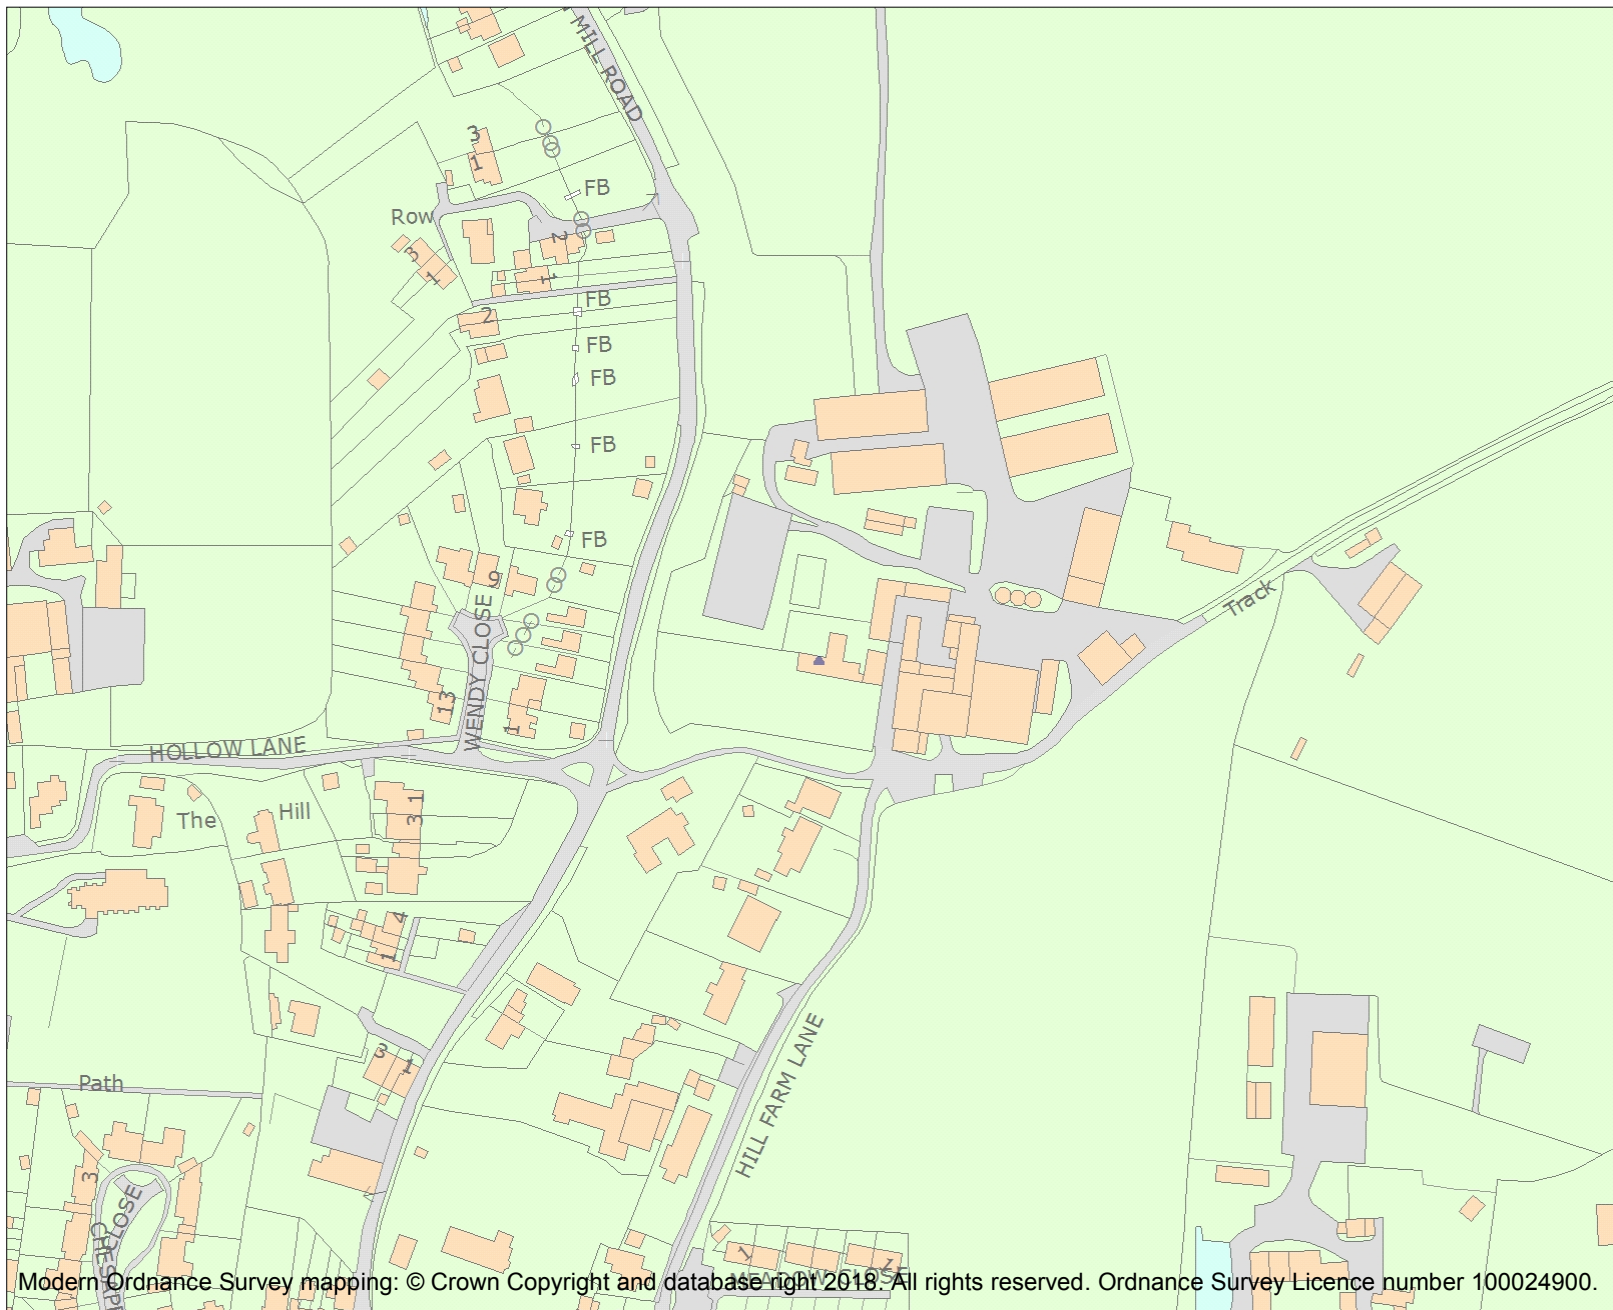 MILL ROAD
3
1
FB
Row
2
3
1
1
FB
2
FB
FB
FB
FB
9
WENDY CLOSE
Track
13
1
HOLLOW LANE
1
3
The
Hill
4
1
3
1
HILL FARM LANE
Path
3
CLOSE
1
1
MEADOW CLOSE
Modern Ordnance Survey mapping: © Crown Copyright and database right 2018. All rights reserved. Ordnance Survey Licence number 100024900.